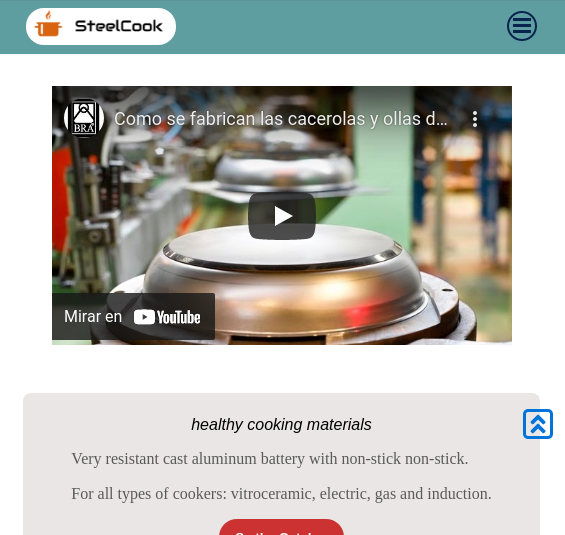 SteelCook
BRA
Como se fabrican las cacerolas y ollas d...
Mirar en YouTube
healthy cooking materials
Very resistant cast aluminum battery with non-stick non-stick.
For all types of cookers: vitroceramic, electric, gas and induction.